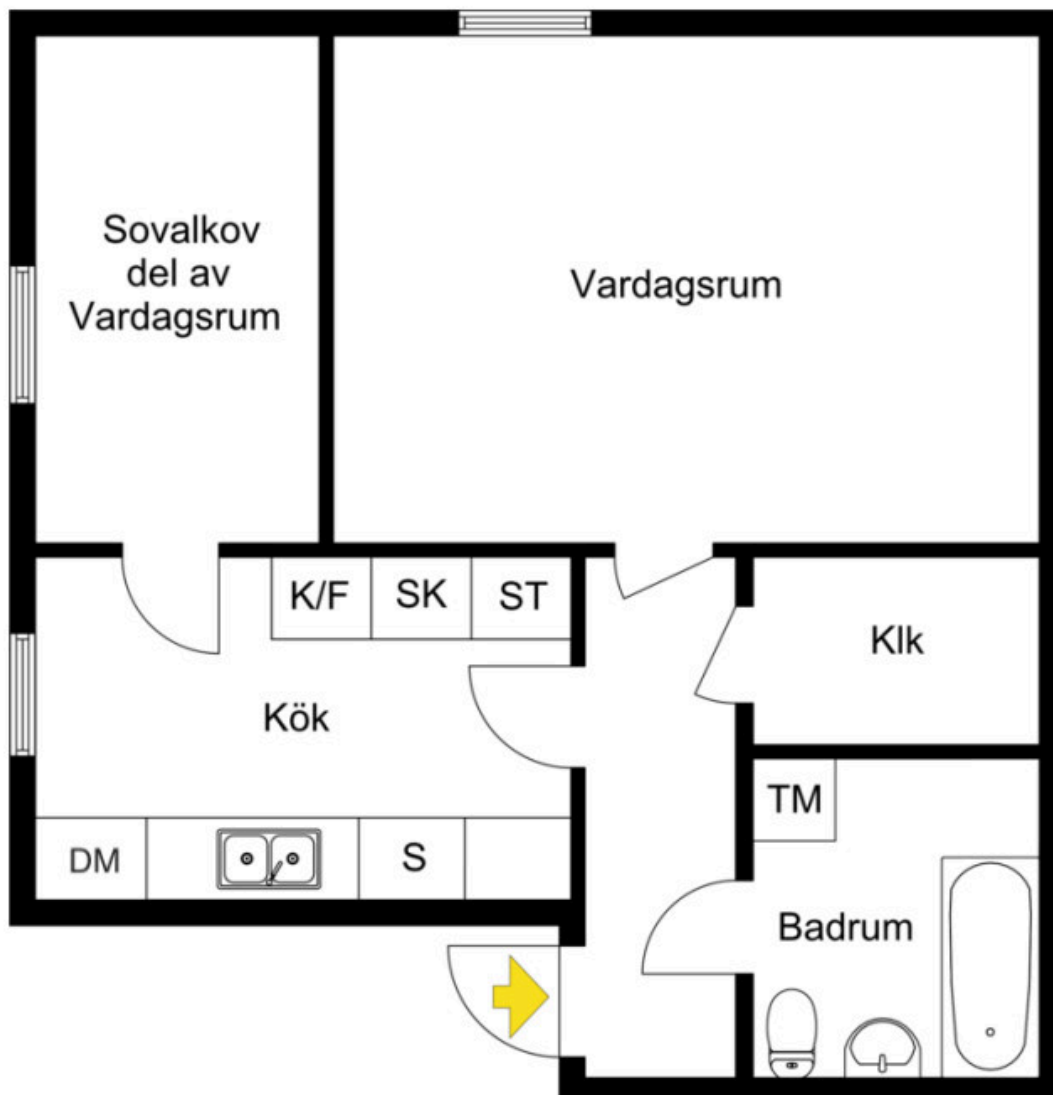 Sovalkov
del av
Vardagsrum
Vardagsrum
K/F
SK
ST
Klk
Kök
TM
DM
S
Badrum